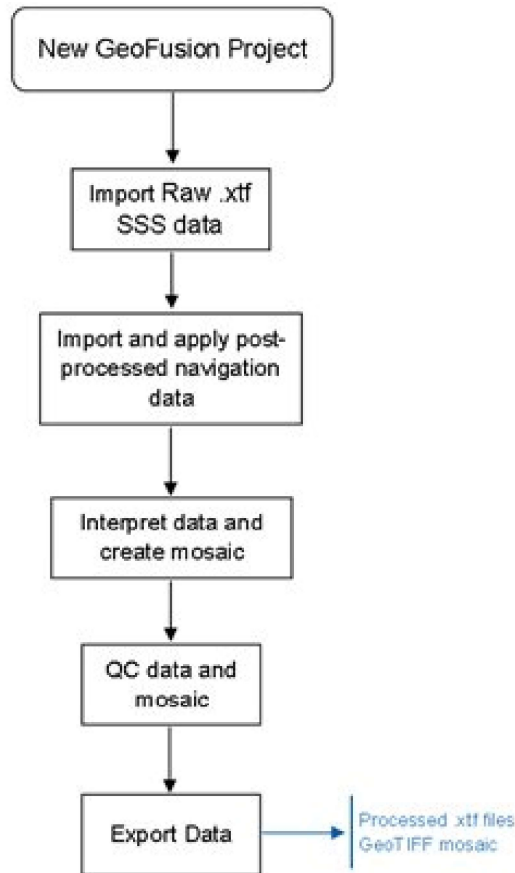 New GeoFusion Project
Import Raw .xtf
SSS data
Import and apply post-
processed navigation
data
Interpret data and
create mosaic
QC data and
mosaic
Export Data
Processed .xtf files
GeoTIFF mosaic